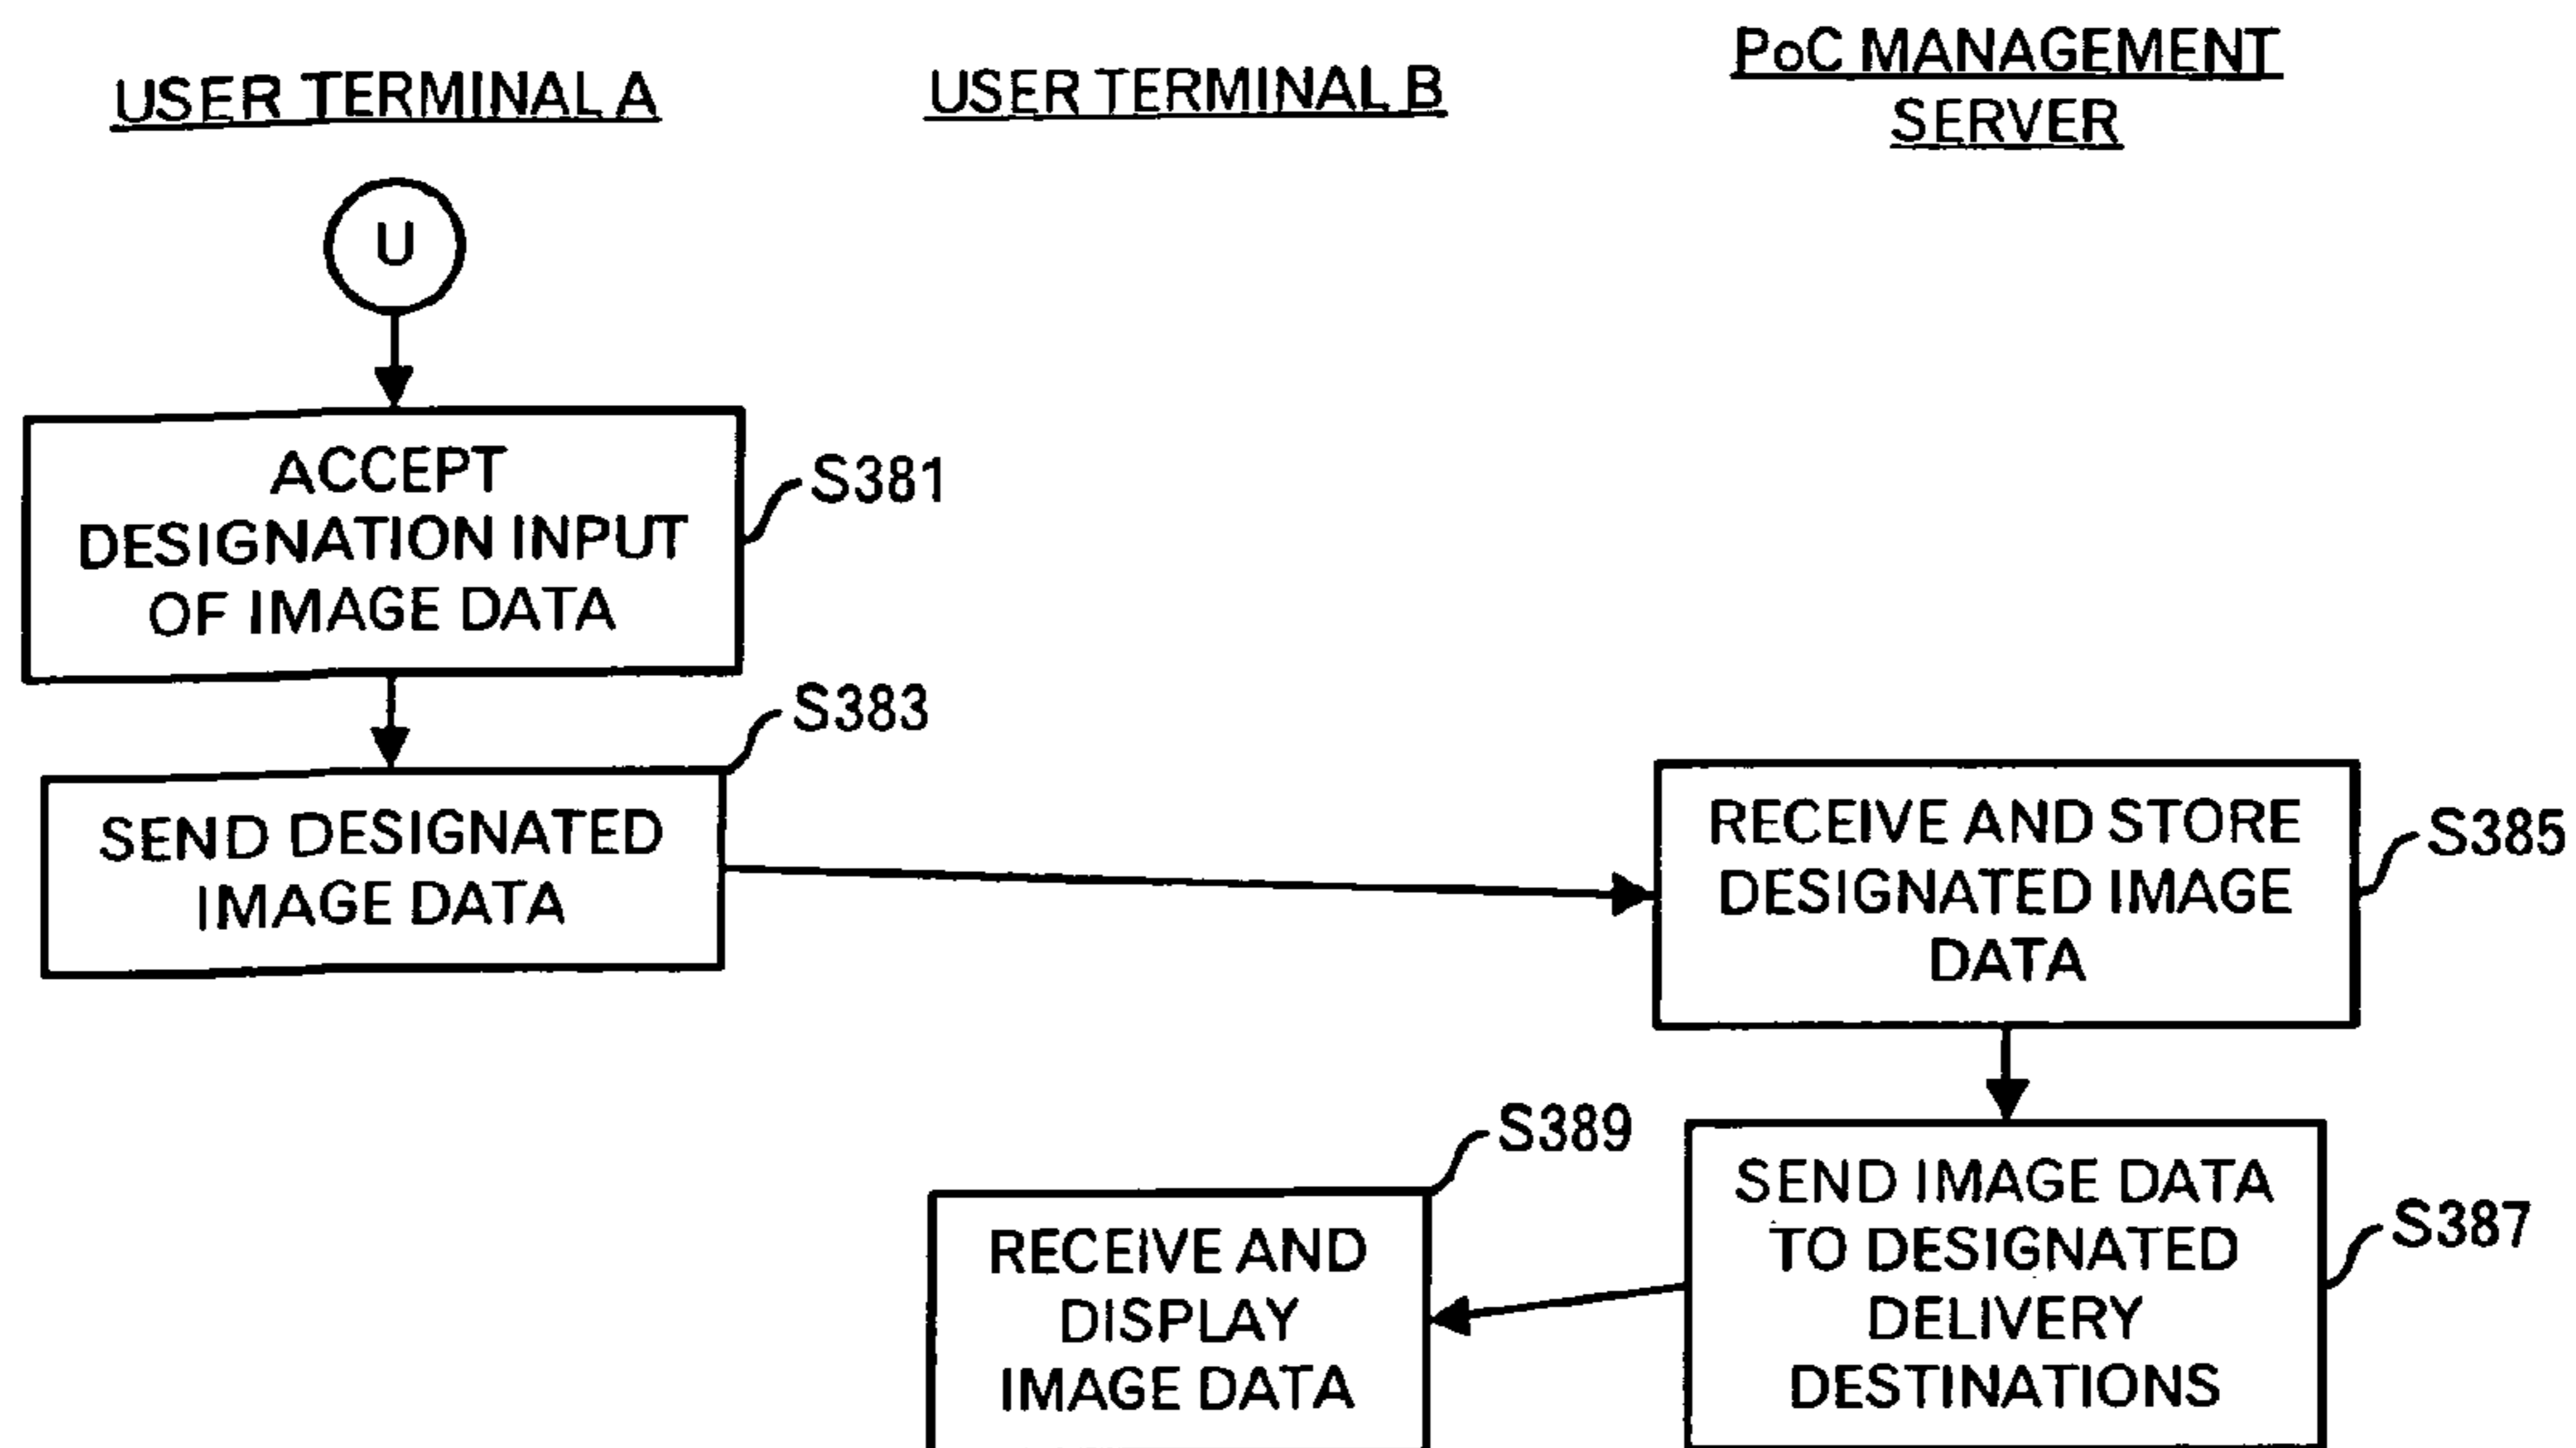 USER TERMINAL A
USER TERMINAL B
PoC MANAGEMENT
SERVER
U
ACCEPT
DESIGNATION INPUT
OF IMAGE DATA
S381
SEND DESIGNATED
IMAGE DATA
S383
RECEIVE AND STORE
DESIGNATED IMAGE
DATA
S385
SEND IMAGE DATA
TO DESIGNATED
DELIVERY
DESTINATIONS
S387
RECEIVE AND
DISPLAY
IMAGE DATA
S389